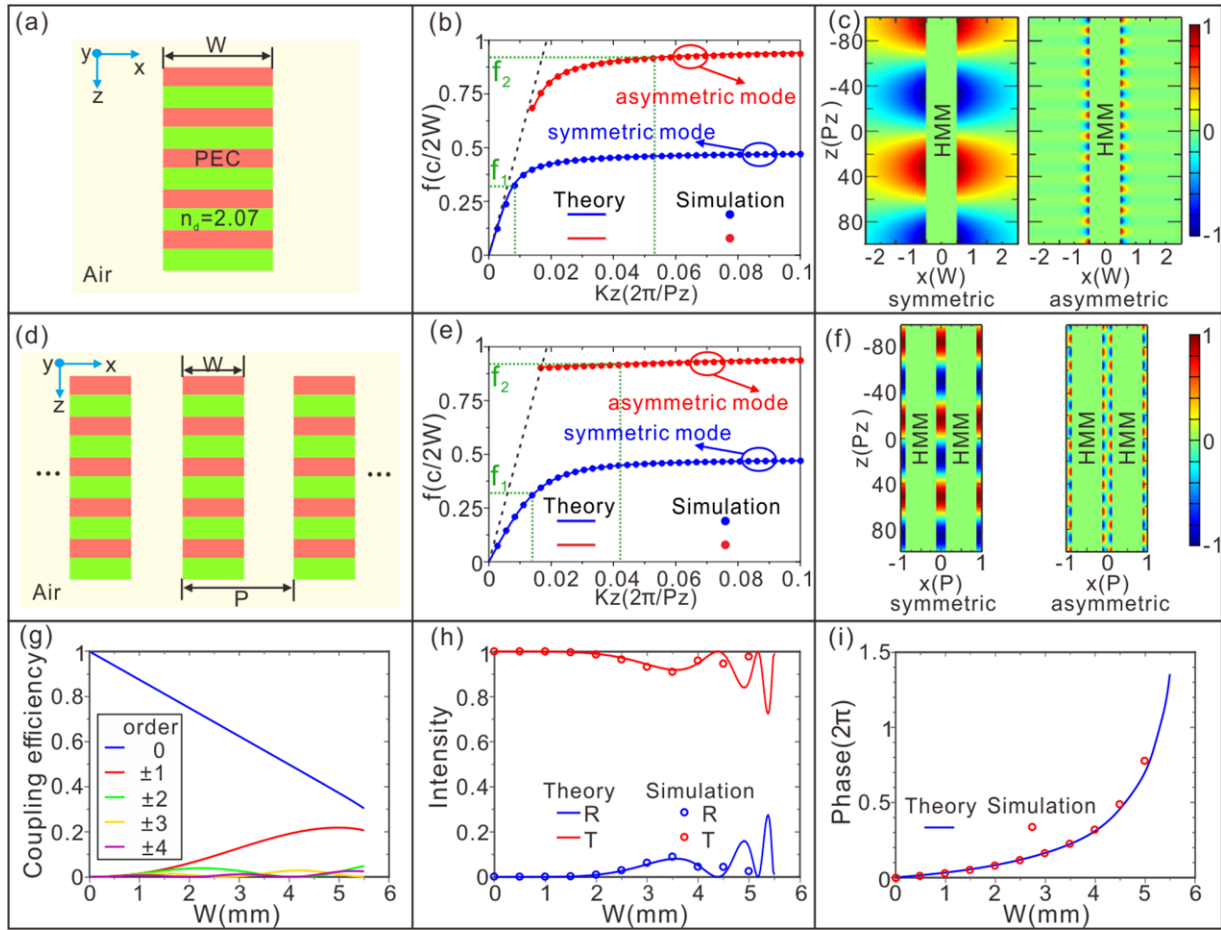 (a)
y
x
z
W
PEC
n_d=2.07
Air
(b)
f(c/2W)
1
0.75
0.5
0.25
0
f₂
f₁
asymmetric mode
symmetric mode
Theory
Simulation
0 0.02 0.04 0.06 0.08 0.1
Kz(2π/Pz)
(c)
z(Pz)
-80
-40
0
40
80
HMM
HMM
-2 -1 0 1 2
-2 -1 0 1 2
x(W)
x(W)
symmetric
asymmetric
1
0
-1
(d)
y
x
z
W
...
...
P
Air
(e)
f(c/2W)
1
0.75
0.5
0.25
0
f₂
f₁
asymmetric mode
symmetric mode
Theory
Simulation
0 0.02 0.04 0.06 0.08 0.1
Kz(2π/Pz)
(f)
z(Pz)
-80
-40
0
40
80
HMM
HMM
HMM
HMM
-1 0 1
-1 0 1
x(P)
x(P)
symmetric
asymmetric
1
0
-1
(g)
Coupling efficiency
1
0.8
0.6
0.4
0.2
0
order
0
±1
±2
±3
±4
0 1 2 3 4 5 6
W(mm)
(h)
Intensity
1
0.8
0.6
0.4
0.2
0
Theory
R
T
Simulation
R
T
0 1 2 3 4 5 6
W(mm)
(i)
Phase(2π)
1.5
1
0.5
0
Theory
Simulation
0 1 2 3 4 5 6
W(mm)